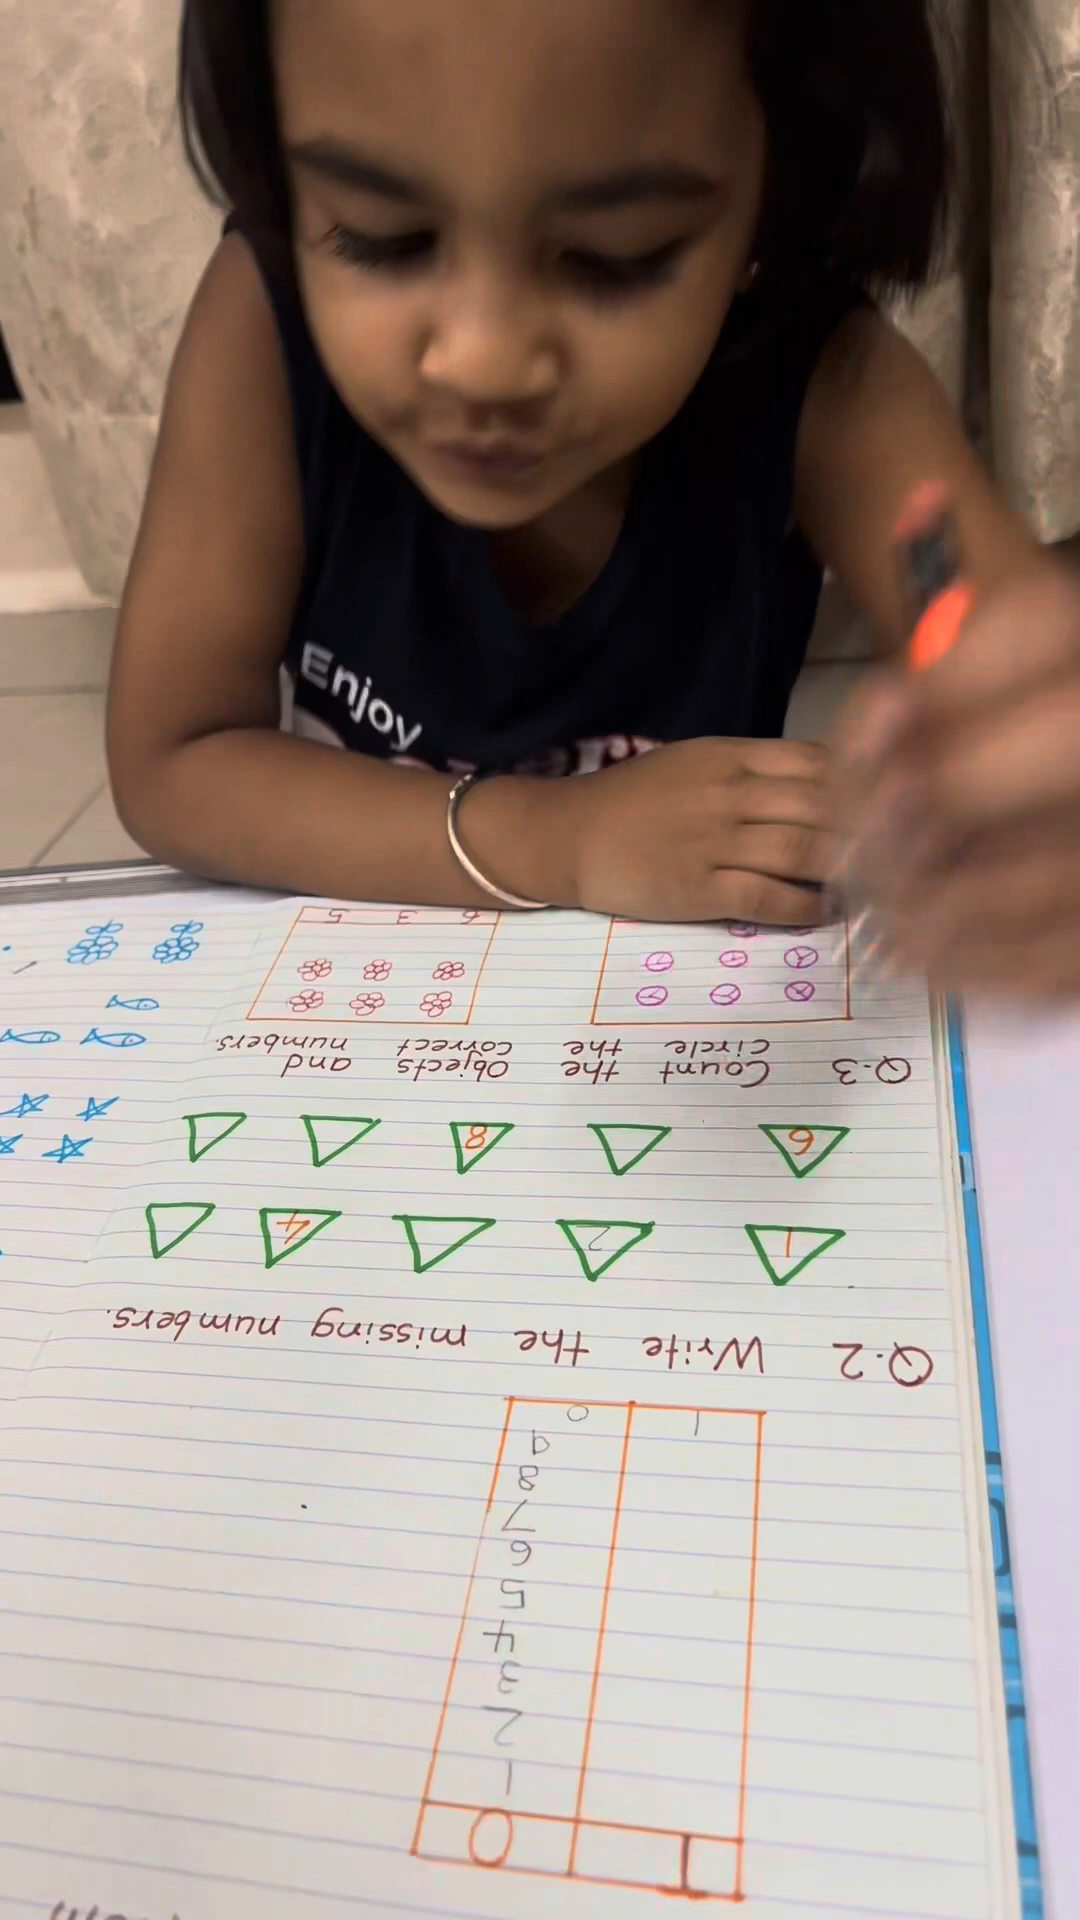 Enjoy
T O
1
2
3
4
5
6
7
8
9
1 0
Q.2 Write the missing numbers.
1 2 4
6 8
Q.3 Count the objects and
circle the correct numbers.
6 3 5